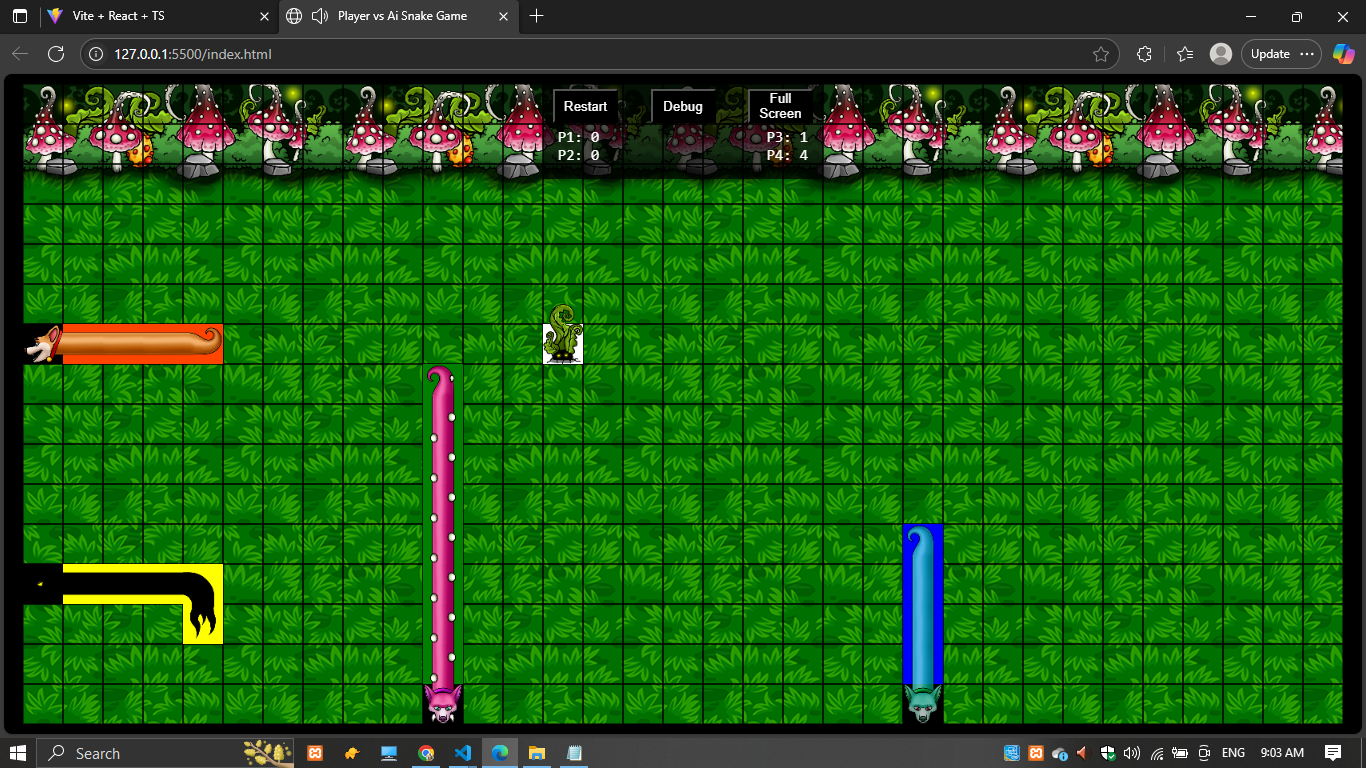 Vite + React + TS
Player vs Ai Snake Game
127.0.0.1:5500/index.html
Update
Restart
Debug
Full
Screen
P1: 0
P3: 1
P2: 0
P4: 4
Search
ENG
9:03 AM